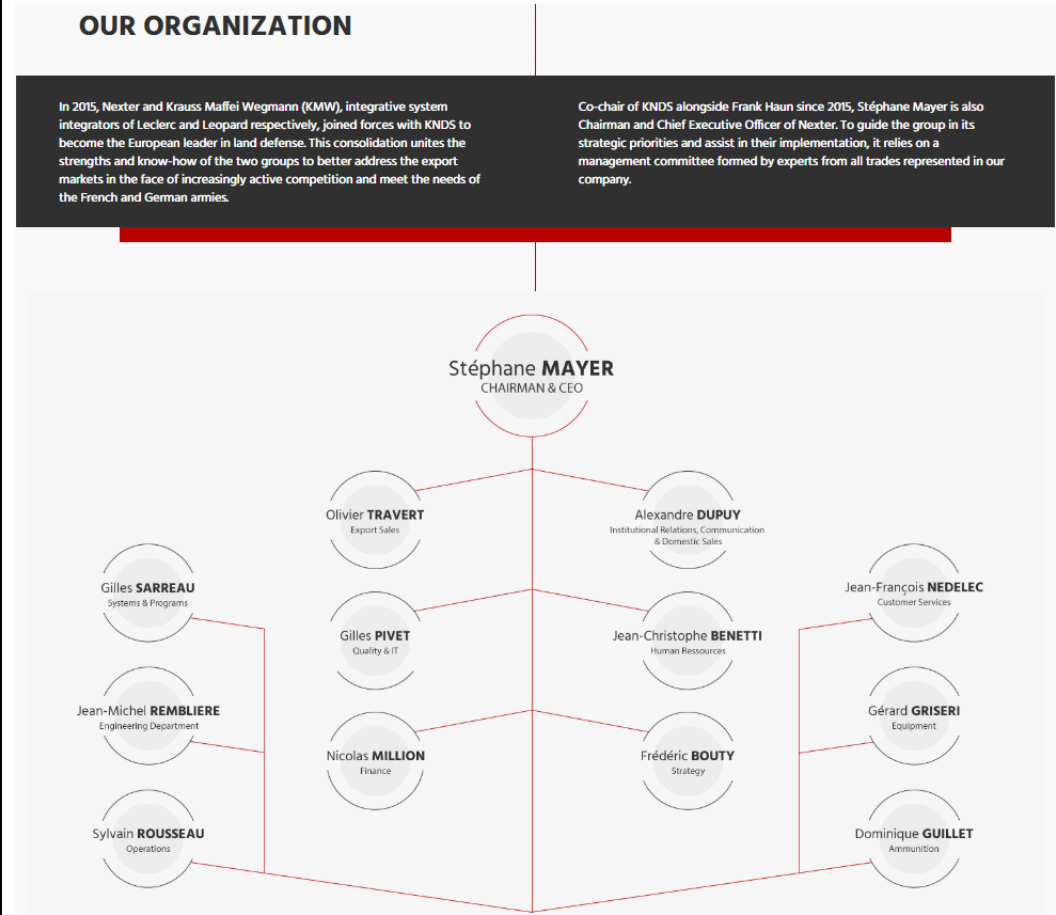 OUR ORGANIZATION
In 2015, Nexter and Krauss Maffei Wegmann (KMW), integrative system
integrators of Leclerc and Leopard respectively, joined forces with KNDS to
become the European leader in land defense. This consolidation unites the
strengths and know-how of the two groups to better address the export
markets in the face of increasingly active competition and meet the needs of
the French and German armies.
Co-chair of KNDS alongside Frank Haun since 2015, Stéphane Mayer is also
Chairman and Chief Executive Officer of Nexter. To guide the group in its
strategic priorities and assist in their implementation, it relies on a
management committee formed by experts from all trades represented in our
company.
Stéphane MAYER
CHAIRMAN & CEO
Olivier TRAVERT
Export Sales
Alexandre DUPUY
Institutional Relations, Communication
& Domestic Sales
Gilles SARREAU
Systems & Programs
Jean-François NEDELEC
Customer Services
Gilles PIVET
Quality & IT
Jean-Christophe BENETTI
Human Ressources
Jean-Michel REMBLIERE
Engineering Department
Gérard GRISERI
Equipment
Nicolas MILLION
Finance
Frédéric BOUTY
Strategy
Sylvain ROUSSEAU
Operations
Dominique GUILLET
Ammunition